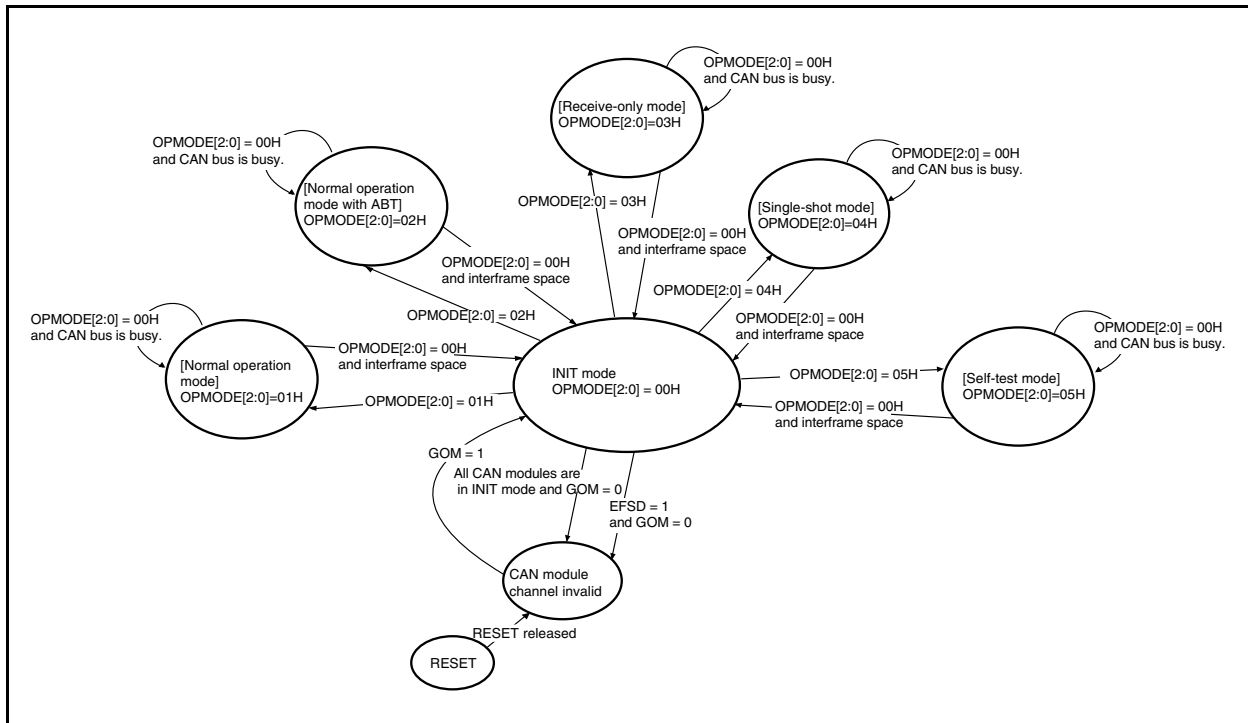 OPMODE[2:0] = 00H
and CAN bus is busy.
[Receive-only mode]
OPMODE[2:0]=03H
OPMODE[2:0] = 00H
and CAN bus is busy.
[Normal operation
mode with ABT]
OPMODE[2:0]=02H
OPMODE[2:0] = 00H
and CAN bus is busy.
[Single-shot mode]
OPMODE[2:0]=04H
OPMODE[2:0] = 03H
OPMODE[2:0] = 00H
and interframe space
OPMODE[2:0] = 00H
and interframe space
OPMODE[2:0] = 04H
OPMODE[2:0] = 02H
OPMODE[2:0] = 00H
and interframe space
OPMODE[2:0] = 00H
and CAN bus is busy.
[Normal operation
mode]
OPMODE[2:0]=01H
OPMODE[2:0] = 00H
and interframe space
OPMODE[2:0] = 01H
INIT mode
OPMODE[2:0] = 00H
OPMODE[2:0] = 05H
OPMODE[2:0] = 00H
and interframe space
OPMODE[2:0] = 00H
and CAN bus is busy.
[Self-test mode]
OPMODE[2:0]=05H
GOM = 1
All CAN modules are
in INIT mode and GOM = 0
EFSD = 1
and GOM = 0
CAN module
channel invalid
RESET released
RESET